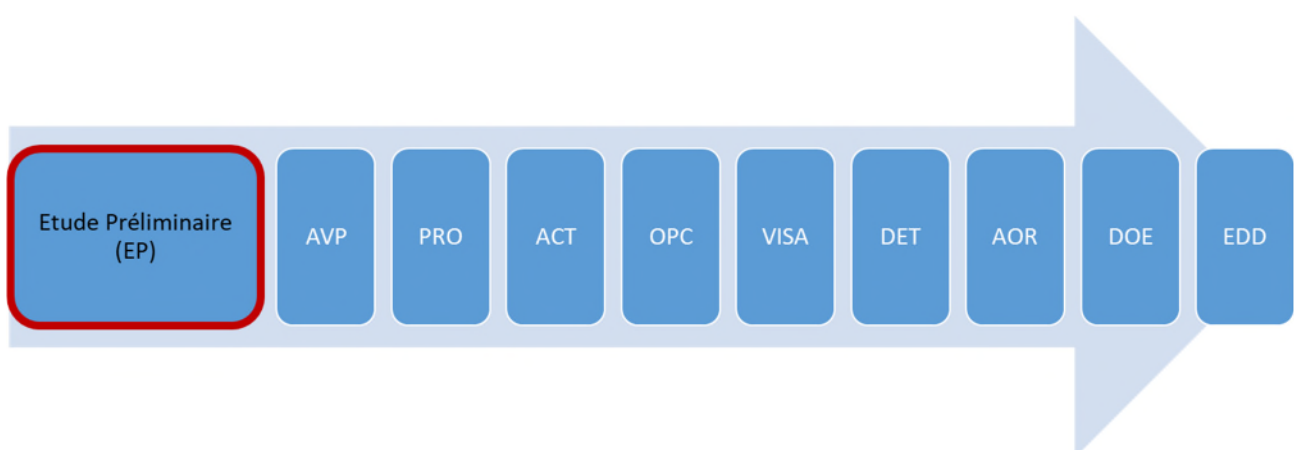 Etude Préliminaire
(EP)
AVP
PRO
ACT
OPC
VISA
DET
AOR
DOE
EDD